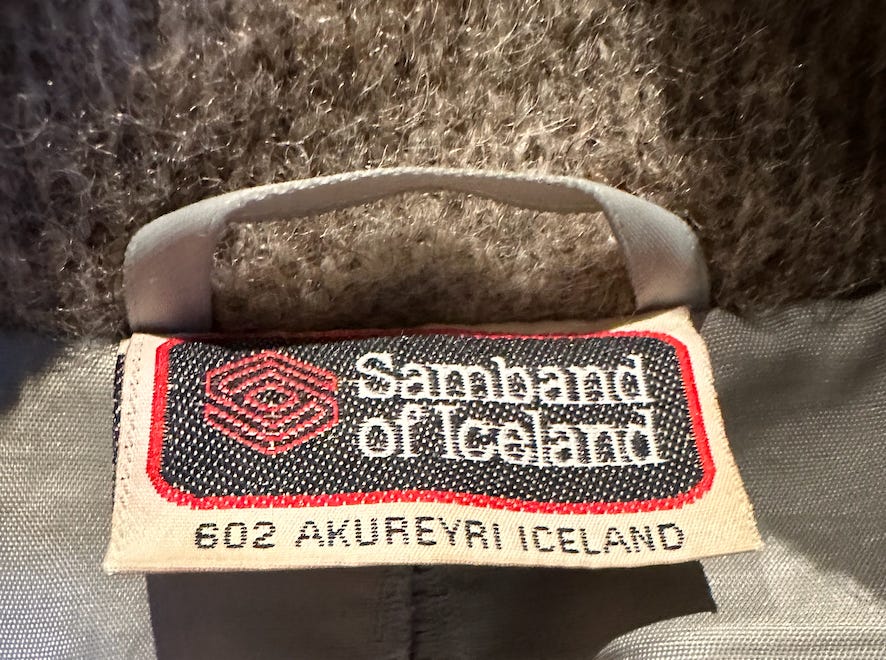 Samband
of Iceland
602 AKUREYRI ICELAND